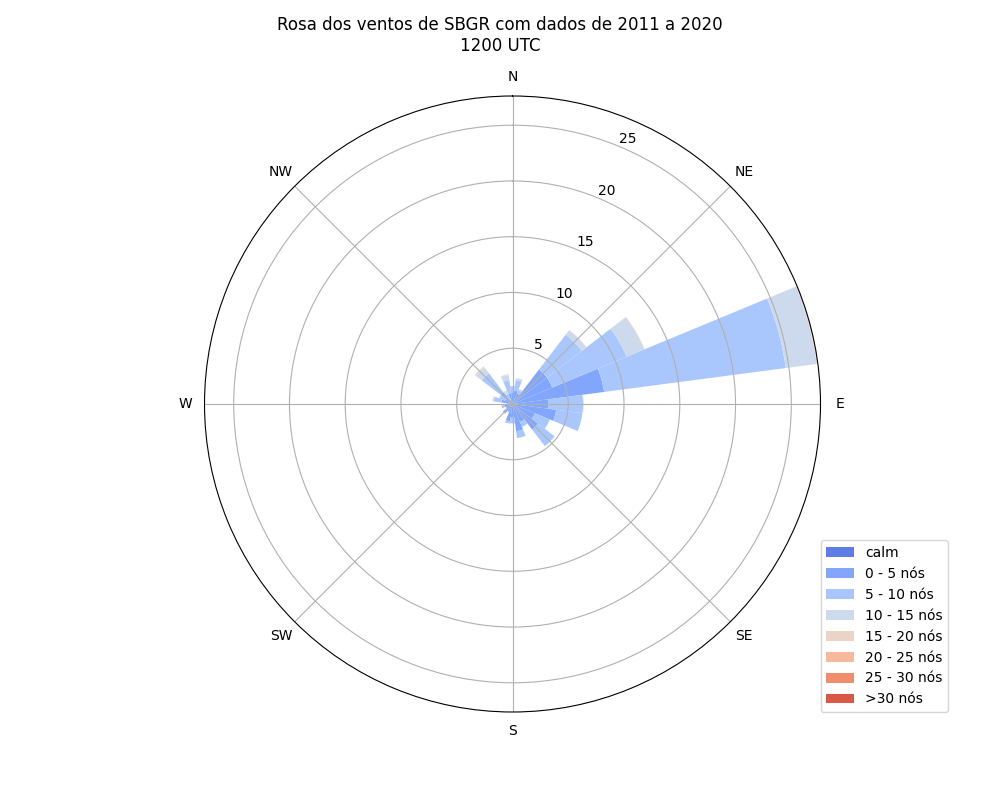 Rosa dos ventos de SBGR com dados de 2011 a 2020
1200 UTC
N
NW
NE
25
20
15
10
5
W
E
SW
SE
S
calm
0 - 5 nós
5 - 10 nós
10 - 15 nós
15 - 20 nós
20 - 25 nós
25 - 30 nós
>30 nós